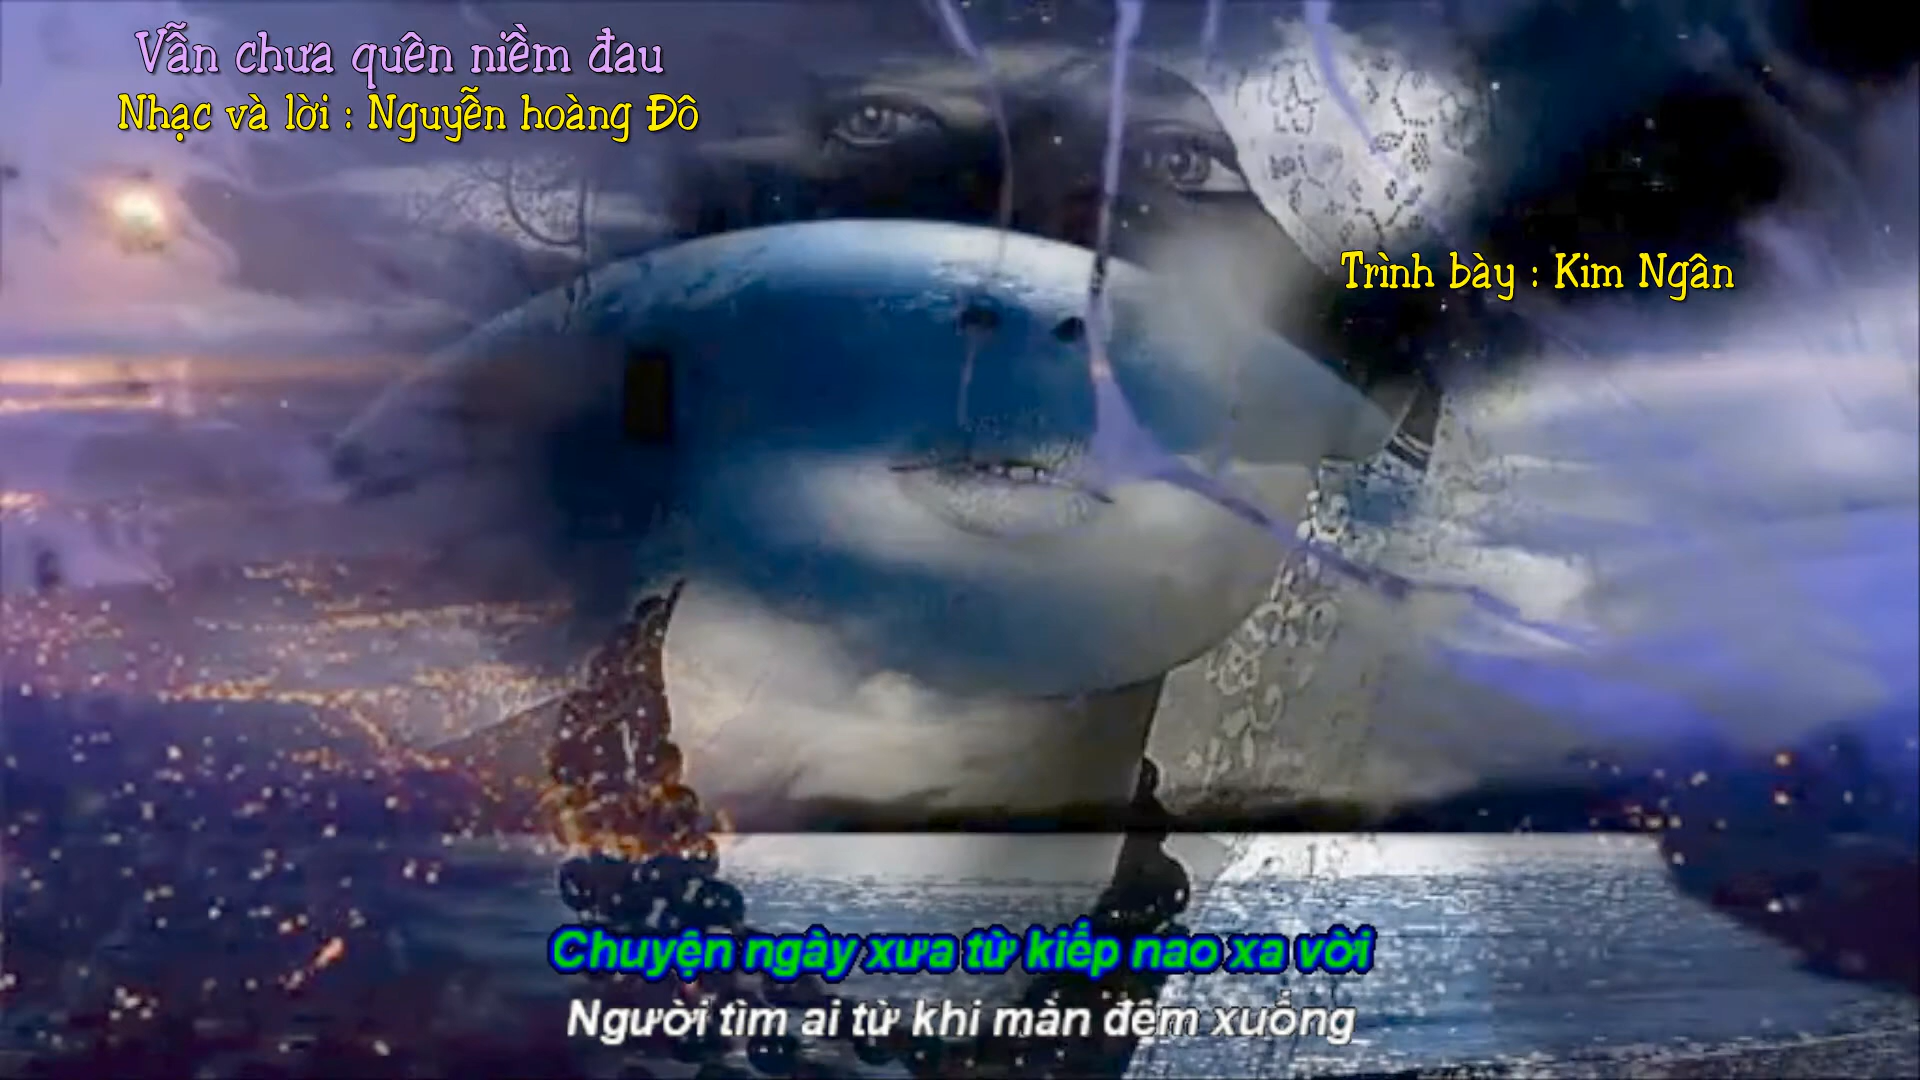 Vẫn chưa quên niềm đau
Nhạc và lời : Nguyễn hoàng Đô
Trình bày : Kim Ngân
Chuyện ngày xưa từ kiếp nao xa vời
Người tìm ai từ khi mằn đêm xuống